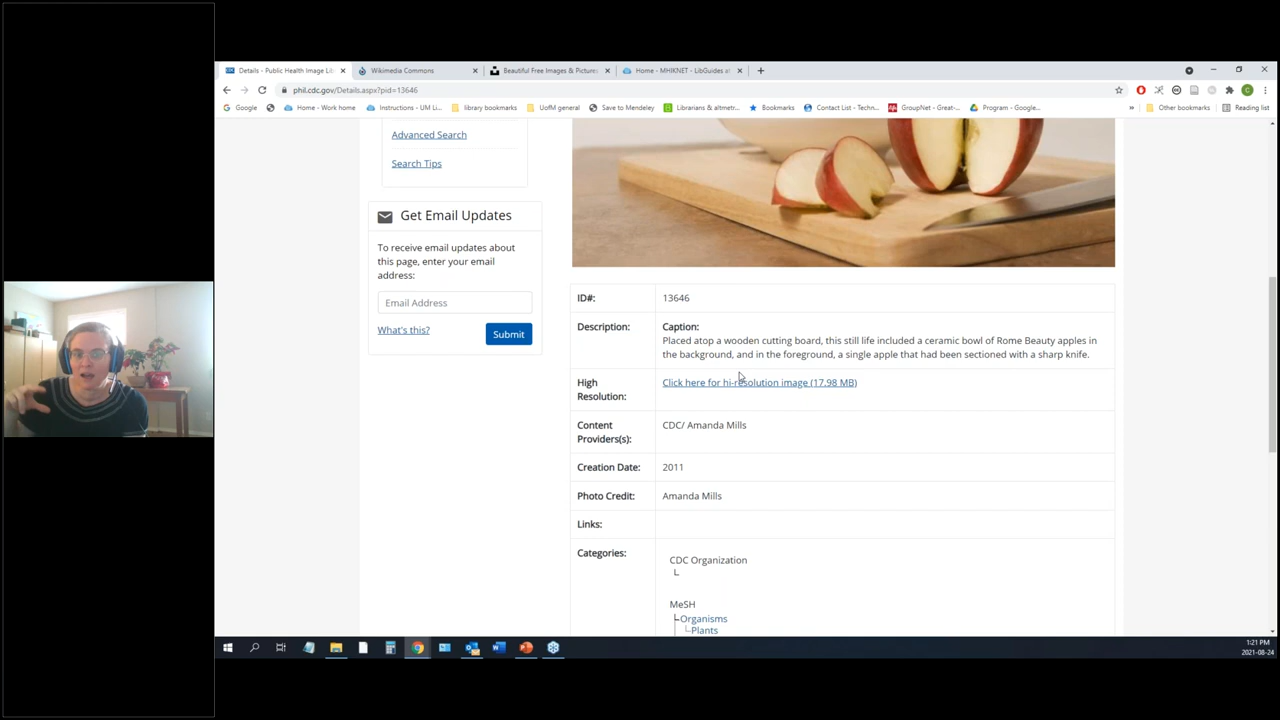 Details - Public Health Image Lib
Wikimedia Commons
Beautiful Free Images & Pictures
Home - MHIKNET - LibGuides at
phil.cdc.gov/Details.aspx?pid=13646
Google
Home - Work home
Instructions - UM Li...
library bookmarks
UofM general
Save to Mendeley
Librarians & altmetr...
Bookmarks
Contact List - Techn...
GroupNet - Great-...
Program - Google...
Other bookmarks
Reading list
Advanced Search
Search Tips
Get Email Updates
To receive email updates about
this page, enter your email
address:
Email Address
What's this?
Submit
ID#:
13646
Description:
Caption:
Placed atop a wooden cutting board, this still life included a ceramic bowl of Rome Beauty apples in
the background, and in the foreground, a single apple that had been sectioned with a sharp knife.
High
Resolution:
Click here for hi-resolution image (17.98 MB)
Content
Providers(s):
CDC/ Amanda Mills
Creation Date:
2011
Photo Credit:
Amanda Mills
Links:
Categories:
CDC Organization
MeSH
Organisms
Plants
1:21 PM
2021-08-24